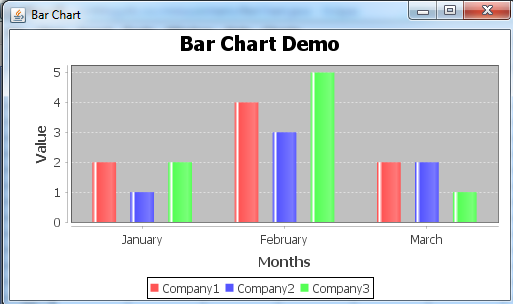 Bar Chart
Bar Chart Demo
Value
5
4
3
2
1
0
January February March
Months
Company1 Company2 Company3